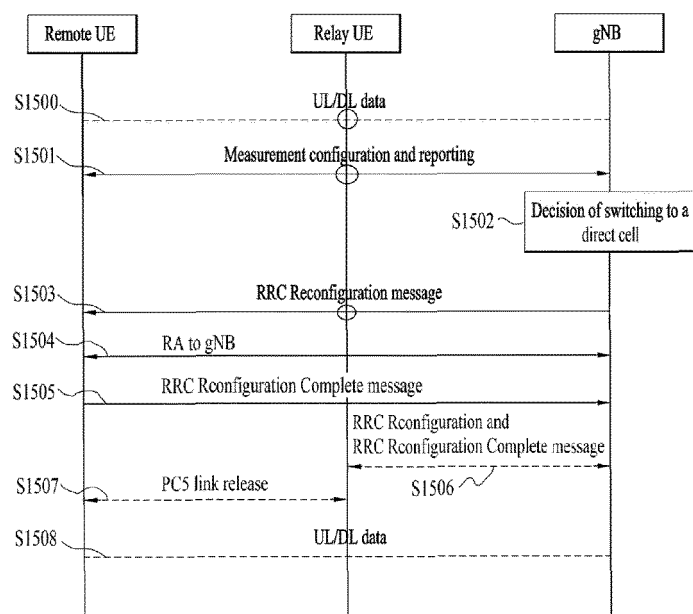 Remote UE
Relay UE
gNB
S1500
UL/DL data
S1501
Measurement configuration and reporting
S1502
Decision of switching to a
direct cell
S1503
RRC Reconfiguration message
S1504
RA to gNB
S1505
RRC Rconfiguration Complete message
RRC Rconfiguration and
RRC Rconfiguration Complete message
S1506
S1507
PC5 link release
S1508
UL/DL data